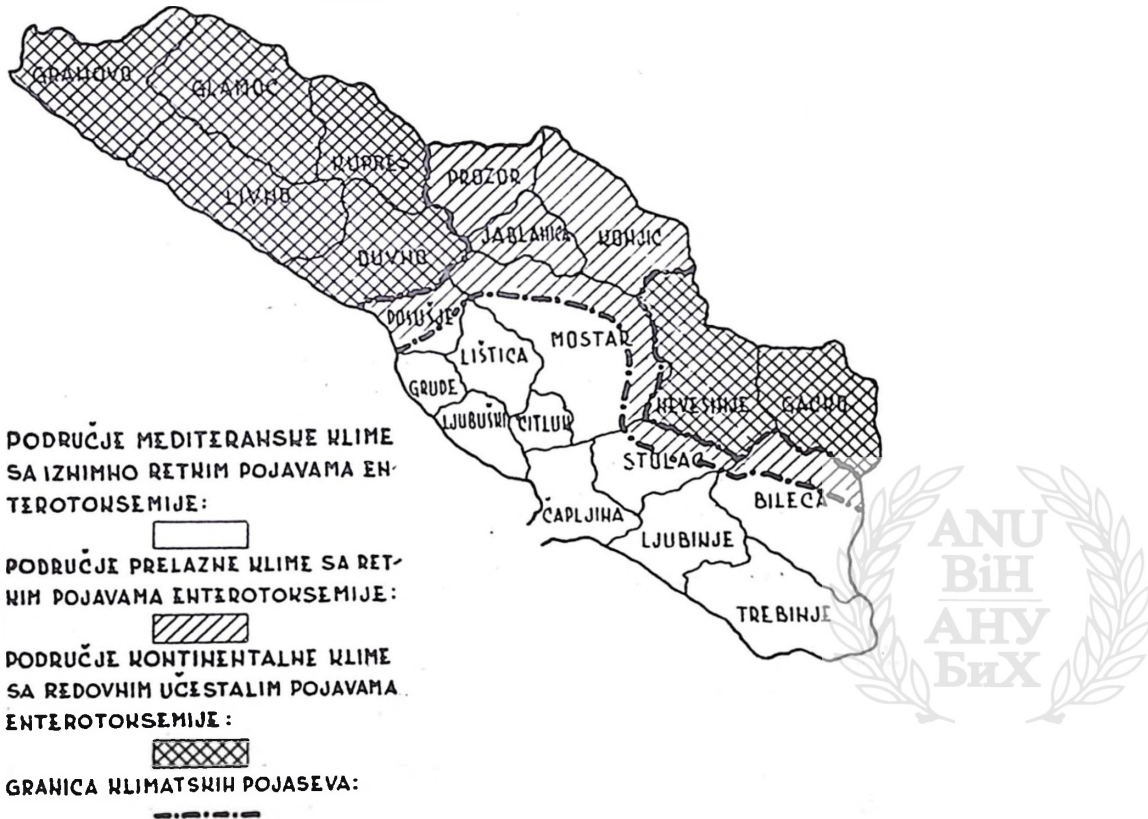 GRAHOVO
GLAMOČ
KUPRES
PROZOR
LIVNO
JABLANICA
KONJIC
DUVNO
POSUŠJE
MOSTAR
LIŠTICA
GRUDE
LJUBUŠKI
ČITLUK
NEVESINJE
GACKO
STOLAC
BILEĆA
ČAPLJINA
LJUBINJE
TREBINJE
PODRUČJE MEDITERANSKE KLIME
SA IZNIMNO RETKIM POJAVAMA EN-
TEROTOKSEMIJE:
PODRUČJE PRELAZNE KLIME SA RET-
KIM POJAVAMA ENTEROTOKSEMIJE:
PODRUČJE KONTINENTALNE KLIME
SA REDOVNIM UČESTALIM POJAVAMA
ENTEROTOKSEMIJE:
GRANICA KLIMATSKIH POJASEVA:
ANU
BiH
АНУ
БиХ